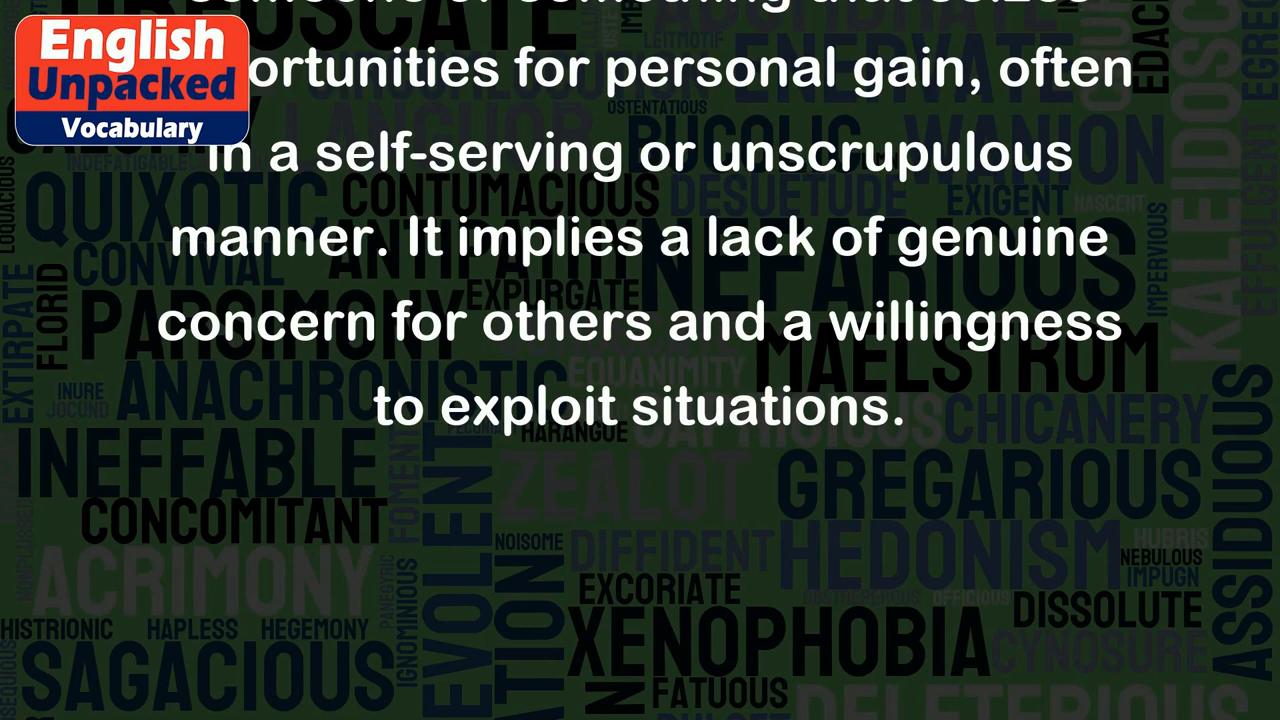 English
Unpacked
Vocabulary
ortunities for personal gain, often
in a self-serving or unscrupulous
manner. It implies a lack of genuine
concern for others and a willingness
to exploit situations.
LEITMOTIF
ENERVATE
OSTENTATIOUS
LANGUOR
BUCOLIC
WANION
INDEFATIGABLE
LOQUACIOUS
QUIXOTIC
CONTUMACIOUS
DESUETUDE
EXIGENT
NASCENT
CONVIVIAL
ANTIPATHY
NEFARIOUS
IMPERVIOUS
EFFULGENT
EXTIRPATE
FLORID
PARSIMONY
EXPURGATE
EQUANIMITY
MAELSTROM
INURE
JOCUND
ANACHRONISTIC
HARANGUE
CAPRICIOUS
CHICANERY
INEFFABLE
FOMENT
ZEALOT
GREGARIOUS
ASSIDUOUS
CONCOMITANT
NOISOME
DIFFIDENT
HEDONISM
HUBRIS
NEBULOUS
IMPUGN
ACRIMONY
PANEGYRIC
IGNOMINIOUS
EXCORIATE
OFFICIOUS
DISSOLUTE
HISTRIONIC
HAPLESS
HEGEMONY
XENOPHOBIA
CYNOSURE
SAGACIOUS
EVOLENT
ATION
FATUOUS
DELETERIOUS